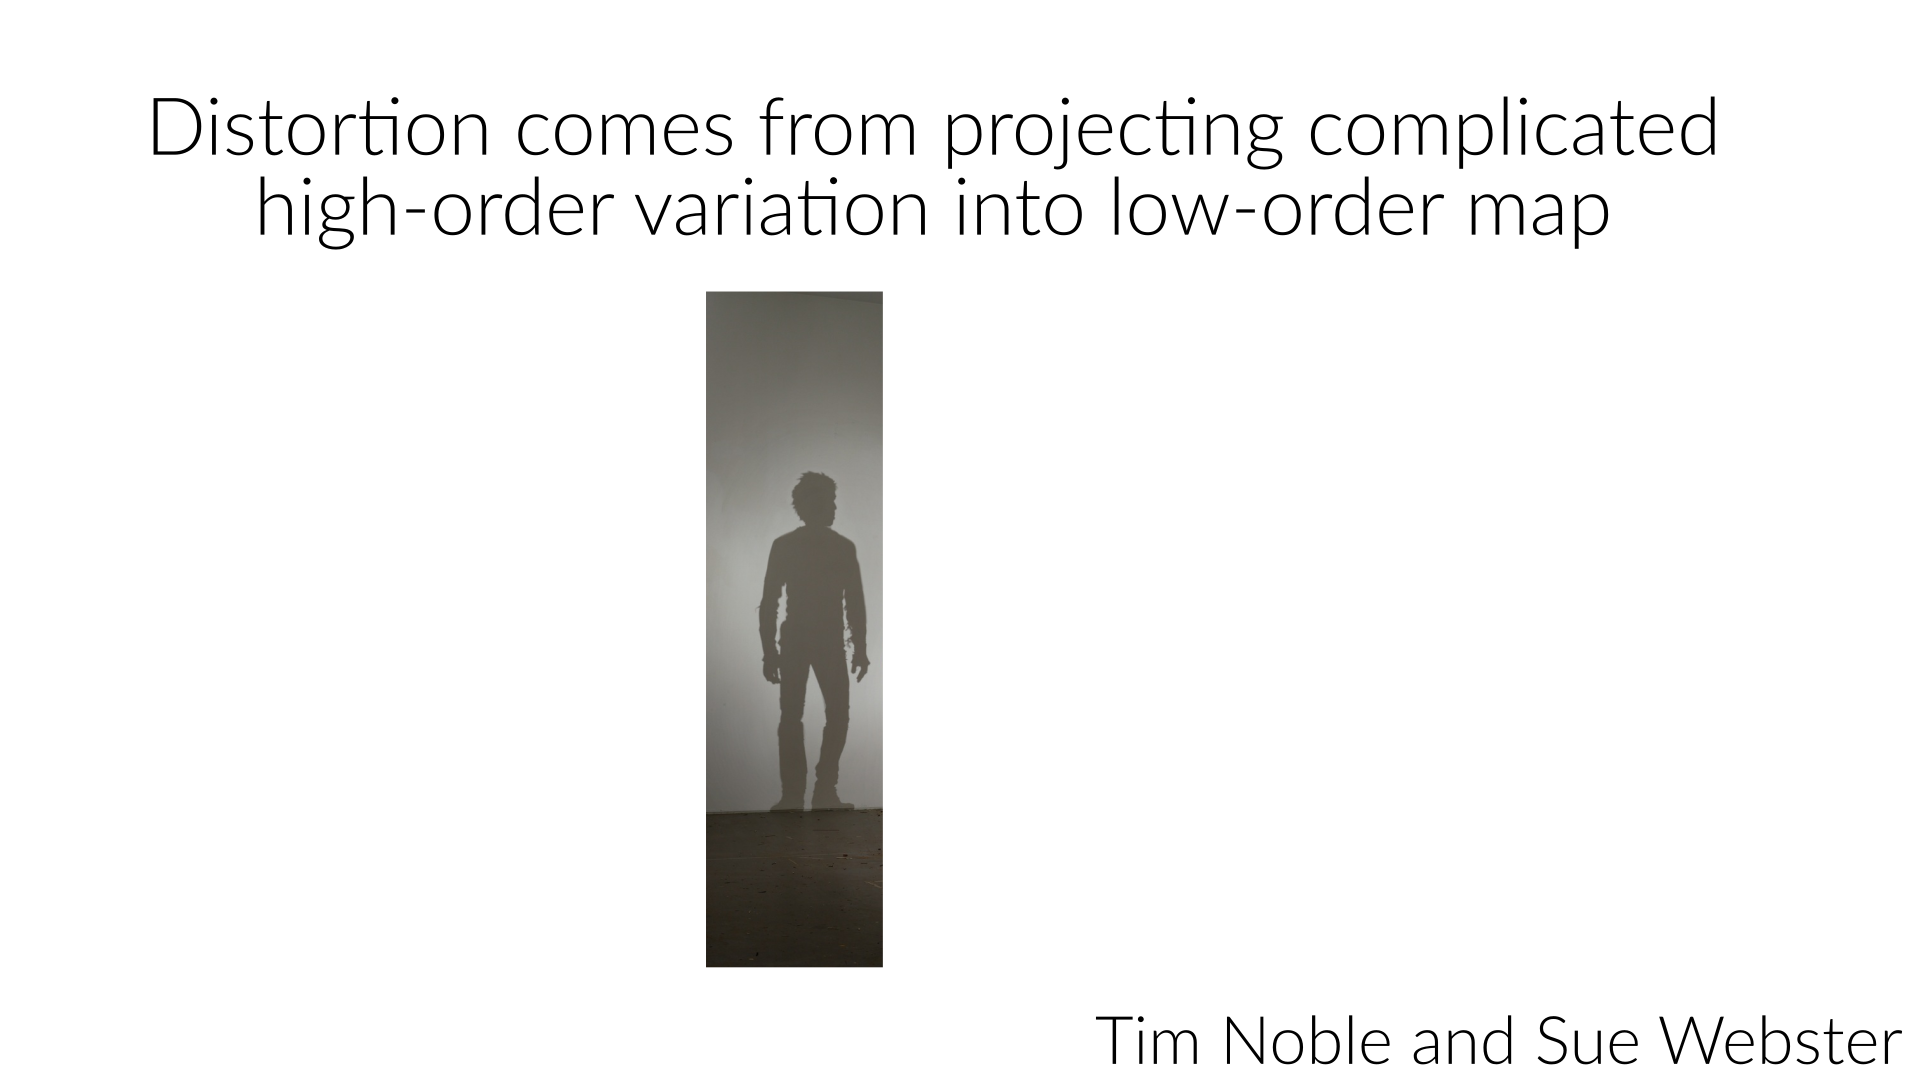 Distortion comes from projecting complicated
high-order variation into low-order map
Tim Noble and Sue Webster